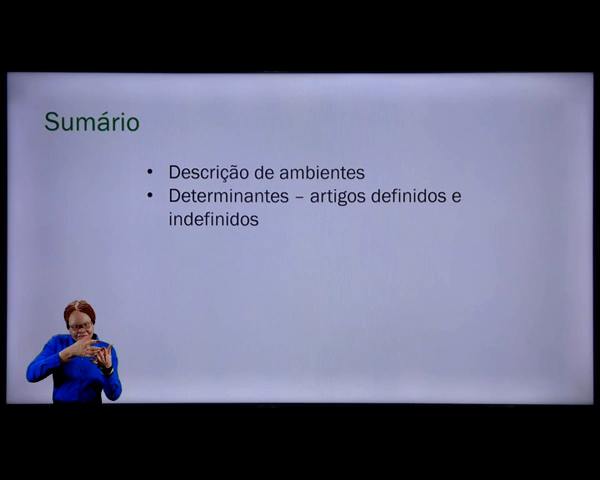 Sumário
• Descrição de ambientes
• Determinantes – artigos definidos e
indefinidos